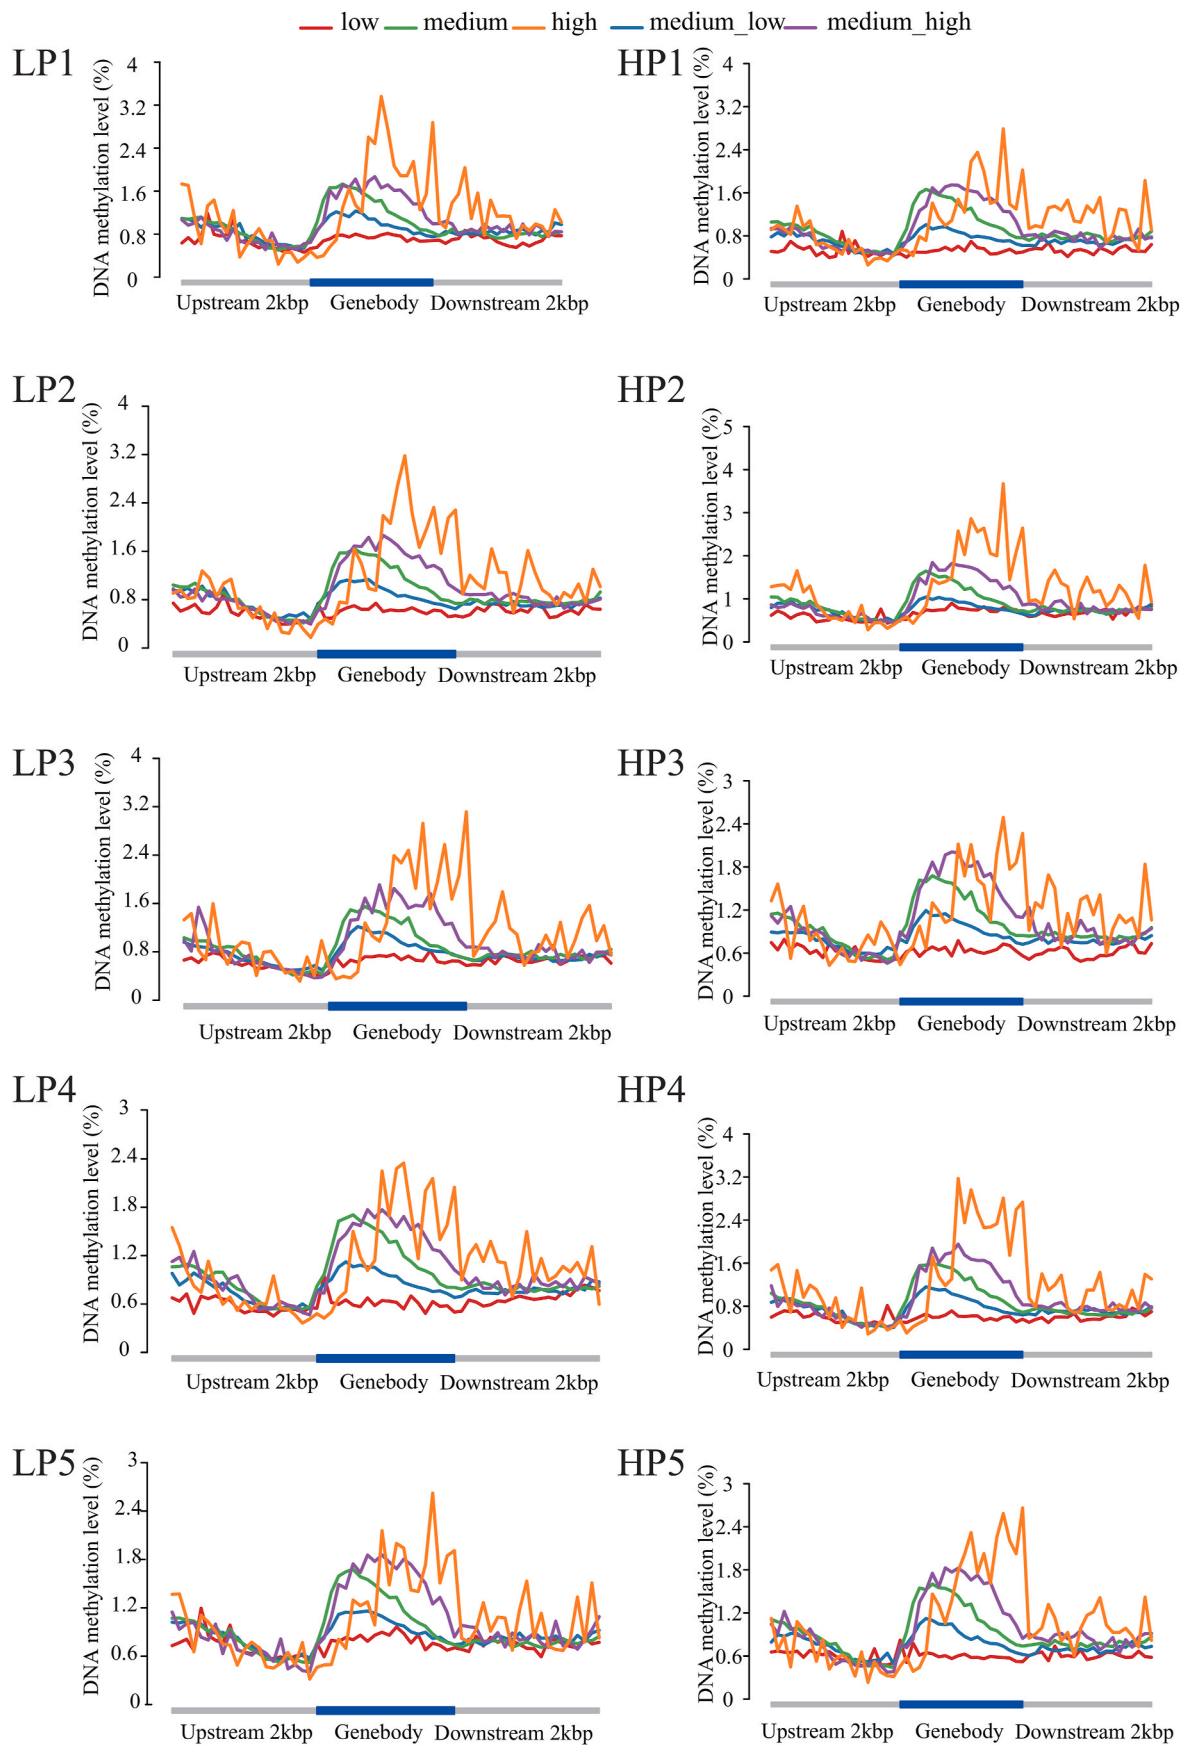 low medium high medium_low medium_high
LP1
DNA methylation level (%)
4
3.2
2.4
1.6
0.8
0
Upstream 2kbp Genebody Downstream 2kbp
HP1
DNA methylation level (%)
4
3.2
2.4
1.6
0.8
0
Upstream 2kbp Genebody Downstream 2kbp
LP2
DNA methylation level (%)
4
3.2
2.4
1.6
0.8
0
Upstream 2kbp Genebody Downstream 2kbp
HP2
DNA methylation level (%)
5
4
3
2
1
0
Upstream 2kbp Genebody Downstream 2kbp
LP3
DNA methylation level (%)
4
3.2
2.4
1.6
0.8
0
Upstream 2kbp Genebody Downstream 2kbp
HP3
DNA methylation level (%)
3
2.4
1.8
1.2
0.6
0
Upstream 2kbp Genebody Downstream 2kbp
LP4
DNA methylation level (%)
3
2.4
1.8
1.2
0.6
0
Upstream 2kbp Genebody Downstream 2kbp
HP4
DNA methylation level (%)
4
3.2
2.4
1.6
0.8
0
Upstream 2kbp Genebody Downstream 2kbp
LP5
DNA methylation level (%)
3
2.4
1.8
1.2
0.6
0
Upstream 2kbp Genebody Downstream 2kbp
HP5
DNA methylation level (%)
3
2.4
1.8
1.2
0.6
0
Upstream 2kbp Genebody Downstream 2kbp